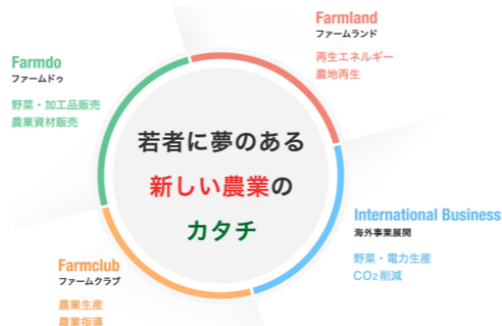 Farmland
ファームランド
再生エネルギー
農地再生
Farmdo
ファームドゥ
野菜・加工品販売
農業資材販売
若者に夢のある
新しい農業の
カタチ
International Business
海外事業展開
野菜・電力生産
CO2削減
Farmclub
ファームクラブ
農業生産
農業指導